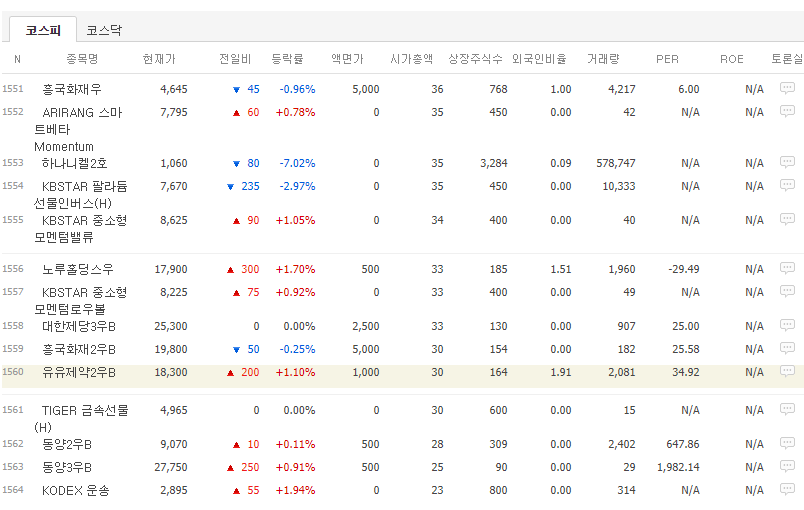 코스피 코스닥
N 종목명 현재가 전일비 등락률 액면가 시가총액 상장주식수 외국인비율 거래량 PER ROE 토론실
1551 흥국화재우 4,645 ▼ 45 -0.96% 5,000 36 768 1.00 4,217 6.00 N/A
1552 ARIRANG 스마 7,795 ▲ 60 +0.78% 0 35 450 0.00 42 N/A N/A
트베타
Momentum
1553 하나니켈2호 1,060 ▼ 80 -7.02% 0 35 3,284 0.09 578,747 N/A N/A
1554 KBSTAR 팔라듐 7,670 ▼ 235 -2.97% 0 35 450 0.00 10,333 N/A N/A
선물인버스(H)
1555 KBSTAR 중소형 8,625 ▲ 90 +1.05% 0 34 400 0.00 40 N/A N/A
모멘텀밸류
1556 노루홀딩스우 17,900 ▲ 300 +1.70% 500 33 185 1.51 1,960 -29.49 N/A
1557 KBSTAR 중소형 8,225 ▲ 75 +0.92% 0 33 400 0.00 49 N/A N/A
모멘텀로우볼
1558 대한제당3우B 25,300 0 0.00% 2,500 33 130 0.00 907 25.00 N/A
1559 흥국화재2우B 19,800 ▼ 50 -0.25% 5,000 30 154 0.00 182 25.58 N/A
1560 유유제약2우B 18,300 ▲ 200 +1.10% 1,000 30 164 1.91 2,081 34.92 N/A
1561 TIGER 금속선물 4,965 0 0.00% 0 30 600 0.00 15 N/A N/A
(H)
1562 동양2우B 9,070 ▲ 10 +0.11% 500 28 309 0.00 2,402 647.86 N/A
1563 동양3우B 27,750 ▲ 250 +0.91% 500 25 90 0.00 29 1,982.14 N/A
1564 KODEX 운송 2,895 ▲ 55 +1.94% 0 23 800 0.00 314 N/A N/A